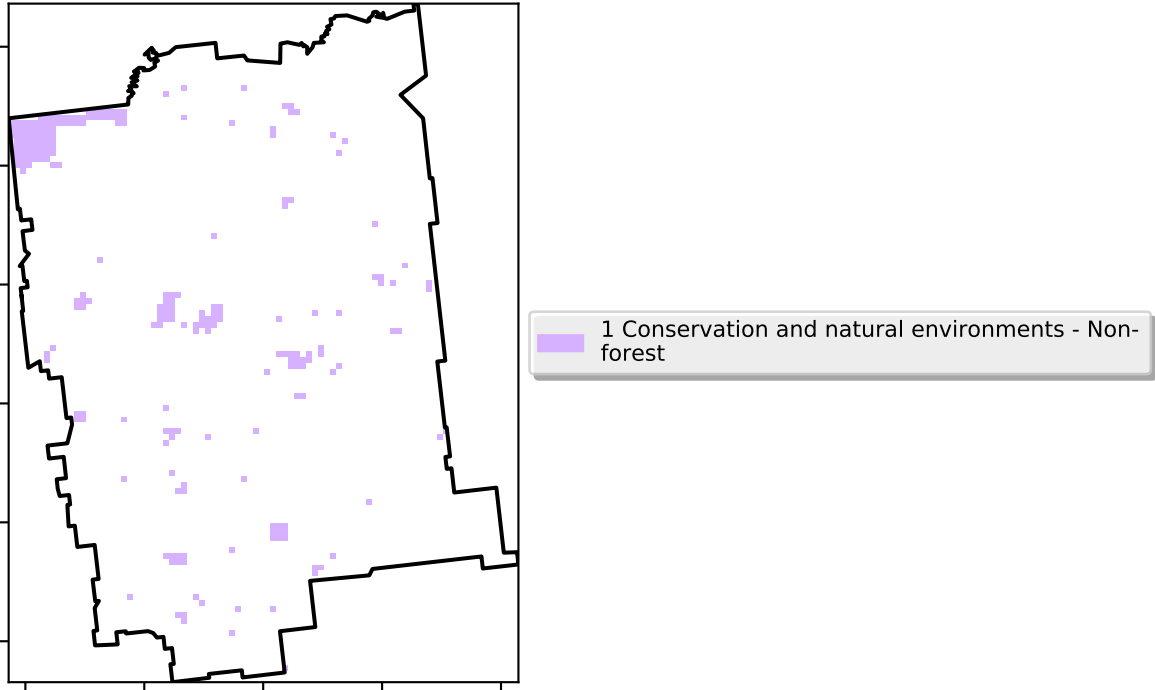 1 Conservation and natural environments - Non-
forest